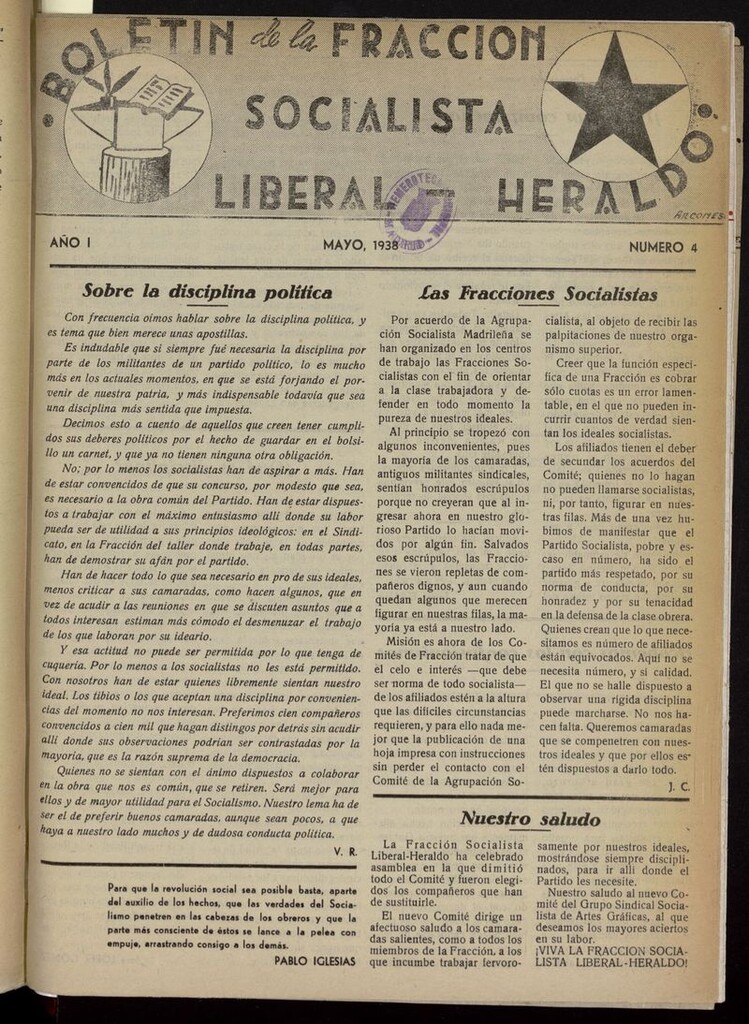 BOLETIN de la FRACCION
SOCIALISTA
LIBERAL - HERALDO
ARCONES
HEMEROTECA
MADRID
AÑO I
MAYO, 1938
NUMERO 4
Sobre la disciplina política
Con frecuencia oimos hablar sobre la disciplina política, y
es tema que bien merece unas apostillas.
Es indudable que si siempre fué necesaria la disciplina por
parte de los militantes de un partido político, lo es mucho
más en los actuales momentos, en que se está forjando el por-
venir de nuestra patria, y más indispensable todavía que sea
una disciplina más sentida que impuesta.
Decimos esto a cuento de aquellos que creen tener cumpli-
dos sus deberes políticos por el hecho de guardar en el bolsi-
llo un carnet, y que ya no tienen ninguna otra obligación.
No; por lo menos los socialistas han de aspirar a más. Han
de estar convencidos de que su concurso, por modesto que sea,
es necesario a la obra común del Partido. Han de estar dispues-
tos a trabajar con el máximo entusiasmo allí donde su labor
pueda ser de utilidad a sus principios ideológicos: en el Sindi-
cato, en la Fracción del taller donde trabaje, en todas partes,
han de demostrar su afán por el partido.
Han de hacer todo lo que sea necesario en pro de sus ideales,
menos criticar a sus camaradas, como hacen algunos, que en
vez de acudir a las reuniones en que se discuten asuntos que a
todos interesan estiman más cómodo el desmenuzar el trabajo
de los que laboran por su ideario.
Y esa actitud no puede ser permitida por lo que tenga de
cuquería. Por lo menos a los socialistas no les está permitido.
Con nosotros han de estar quienes libremente sientan nuestro
ideal. Los tibios o los que aceptan una disciplina por convenien-
cias del momento no nos interesan. Preferimos cien compañeros
convencidos a cien mil que hagan distingos por detrás sin acudir
allí donde sus observaciones podrían ser contrastadas por la
mayoría, que es la razón suprema de la democracia.
Quienes no se sientan con el ánimo dispuestos a colaborar
en la obra que nos es común, que se retiren. Será mejor para
ellos y de mayor utilidad para el Socialismo. Nuestro lema ha de
ser el de preferir buenos camaradas, aunque sean pocos, a que
haya a nuestro lado muchos y de dudosa conducta política.
V. R.
Para que la revolución social sea posible basta, aparte
del auxilio de los hechos, que las verdades del Socia-
lismo penetren en las cabezas de los obreros y que la
parte más consciente de éstos se lance a la pelea con
empuje, arrastrando consigo a los demás.
PABLO IGLESIAS
Las Fracciones Socialistas
Por acuerdo de la Agrupa-
ción Socialista Madrileña se
han organizado en los centros
de trabajo las Fracciones So-
cialistas con el fin de orientar
a la clase trabajadora y de-
fender en todo momento la
pureza de nuestros ideales.
Al principio se tropezó con
algunos inconvenientes, pues
la mayoría de los camaradas,
antiguos militantes sindicales,
sentían honrados escrúpulos
porque no creyeran que al in-
gresar ahora en nuestro glo-
rioso Partido lo hacían movi-
dos por algún fin. Salvados
esos escrúpulos, las Fraccio-
nes se vieron repletas de com-
pañeros dignos, y aun cuando
quedan algunos que merecen
figurar en nuestras filas, la ma-
yoría ya está a nuestro lado.
Misión es ahora de los Co-
mités de Fracción tratar de que
el celo e interés —que debe
ser norma de todo socialista—
de los afiliados estén a la altura
que las difíciles circunstancias
requieren, y para ello nada me-
jor que la publicación de una
hoja impresa con instrucciones
sin perder el contacto con el
Comité de la Agrupación So-
cialista, al objeto de recibir las
palpitaciones de nuestro orga-
nismo superior.
Creer que la función especí-
fica de una Fracción es cobrar
sólo cuotas es un error lamen-
table, en el que no pueden in-
currir cuantos de verdad sien-
tan los ideales socialistas.
Los afiliados tienen el deber
de secundar los acuerdos del
Comité; quienes no lo hagan
no pueden llamarse socialistas,
ni, por tanto, figurar en nues-
tras filas. Más de una vez hu-
bimos de manifestar que el
Partido Socialista, pobre y es-
caso en número, ha sido el
partido más respetado, por su
norma de conducta, por su
honradez y por su tenacidad
en la defensa de la clase obrera.
Quienes crean que lo que ne-
cesitamos es número de afiliados
están equivocados. Aquí no se
necesita número, y sí calidad.
El que no se halle dispuesto a
observar una rígida disciplina
puede marcharse. No nos ha-
cen falta. Queremos camaradas
que se compenetren con nues-
tros ideales y que por ellos es-
tén dispuestos a darlo todo.
J. C.
Nuestro saludo
La Fracción Socialista
Liberal-Heraldo ha celebrado
asamblea en la que dimitió
todo el Comité y fueron elegi-
dos los compañeros que han
de sustituirle.
El nuevo Comité dirige un
afectuoso saludo a los camara-
das salientes, como a todos los
miembros de la Fracción, a los
que incumbe trabajar fervoro-
samente por nuestros ideales,
mostrándose siempre discipli-
nados, para ir allí donde el
Partido les necesite.
Nuestro saludo al nuevo Co-
mité del Grupo Sindical Socia-
lista de Artes Gráficas, al que
deseamos los mayores aciertos
en su labor.
¡VIVA LA FRACCION SOCIA-
LISTA LIBERAL-HERALDO!